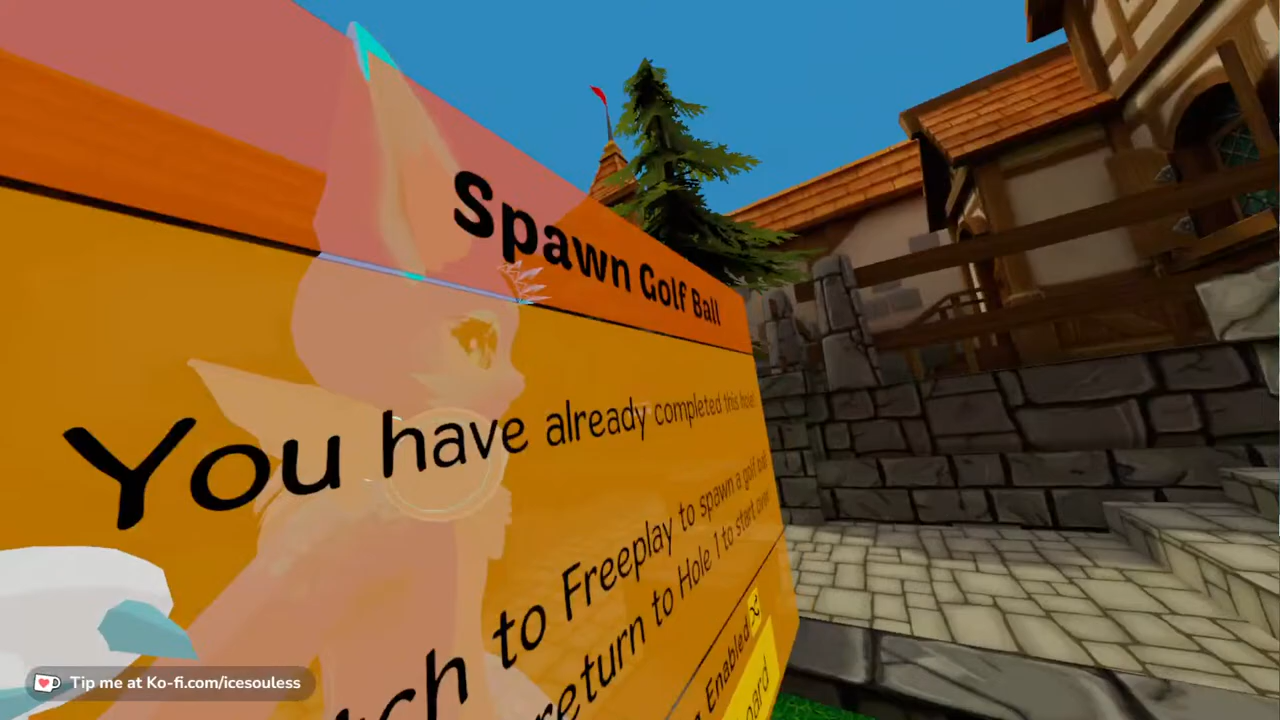 Spawn Golf Ball
You have already completed this hole!
to Freeplay to spawn a golf ball
return to Hole 1 to start over.
Enabled
Tip me at Ko-fi.com/icesouless